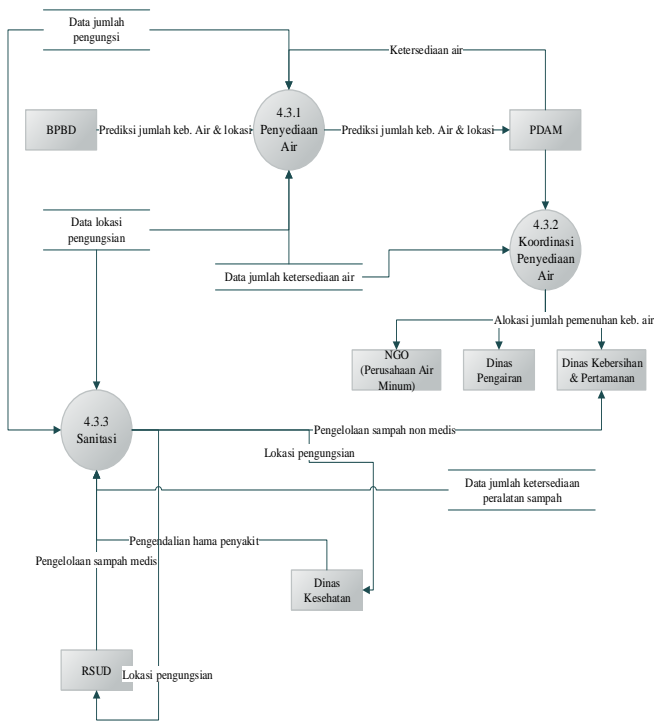 Data jumlah
pengungsi
Ketersediaan air
4.3.1
Penyediaan
Air
BPBD
Prediksi jumlah keb. Air & lokasi
Prediksi jumlah keb. Air & lokasi
PDAM
Data lokasi
pengungsian
4.3.2
Koordinasi
Penyediaan
Air
Data jumlah ketersediaan air
Alokasi jumlah pemenuhan keb. air
NGO
(Perusahaan Air
Minum)
Dinas
Pengairan
Dinas Kebersihan
& Pertamanan
4.3.3
Sanitasi
Pengelolaan sampah non medis
Lokasi pengungsian
Data jumlah ketersediaan
peralatan sampah
Pengendalian hama penyakit
Pengelolaan sampah medis
Dinas
Kesehatan
RSUD
Lokasi pengungsian